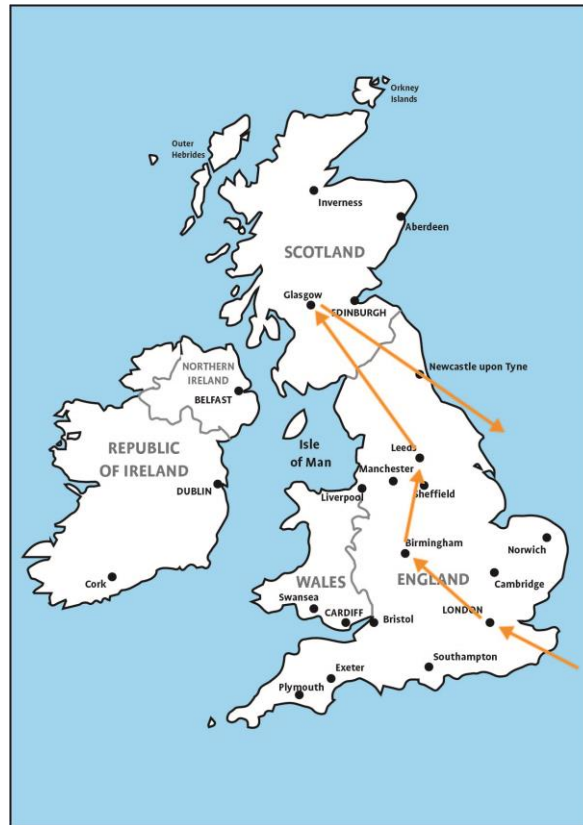 Orkney
Islands
Outer
Hebrides
Inverness
Aberdeen
SCOTLAND
Glasgow
EDINBURGH
NORTHERN
IRELAND
Newcastle upon Tyne
BELFAST
REPUBLIC
OF IRELAND
Isle
of Man
Leeds
Manchester
DUBLIN
Liverpool
Sheffield
Birmingham
Norwich
Cork
WALES
ENGLAND
Cambridge
Swansea
CARDIFF
Bristol
LONDON
Southampton
Exeter
Plymouth